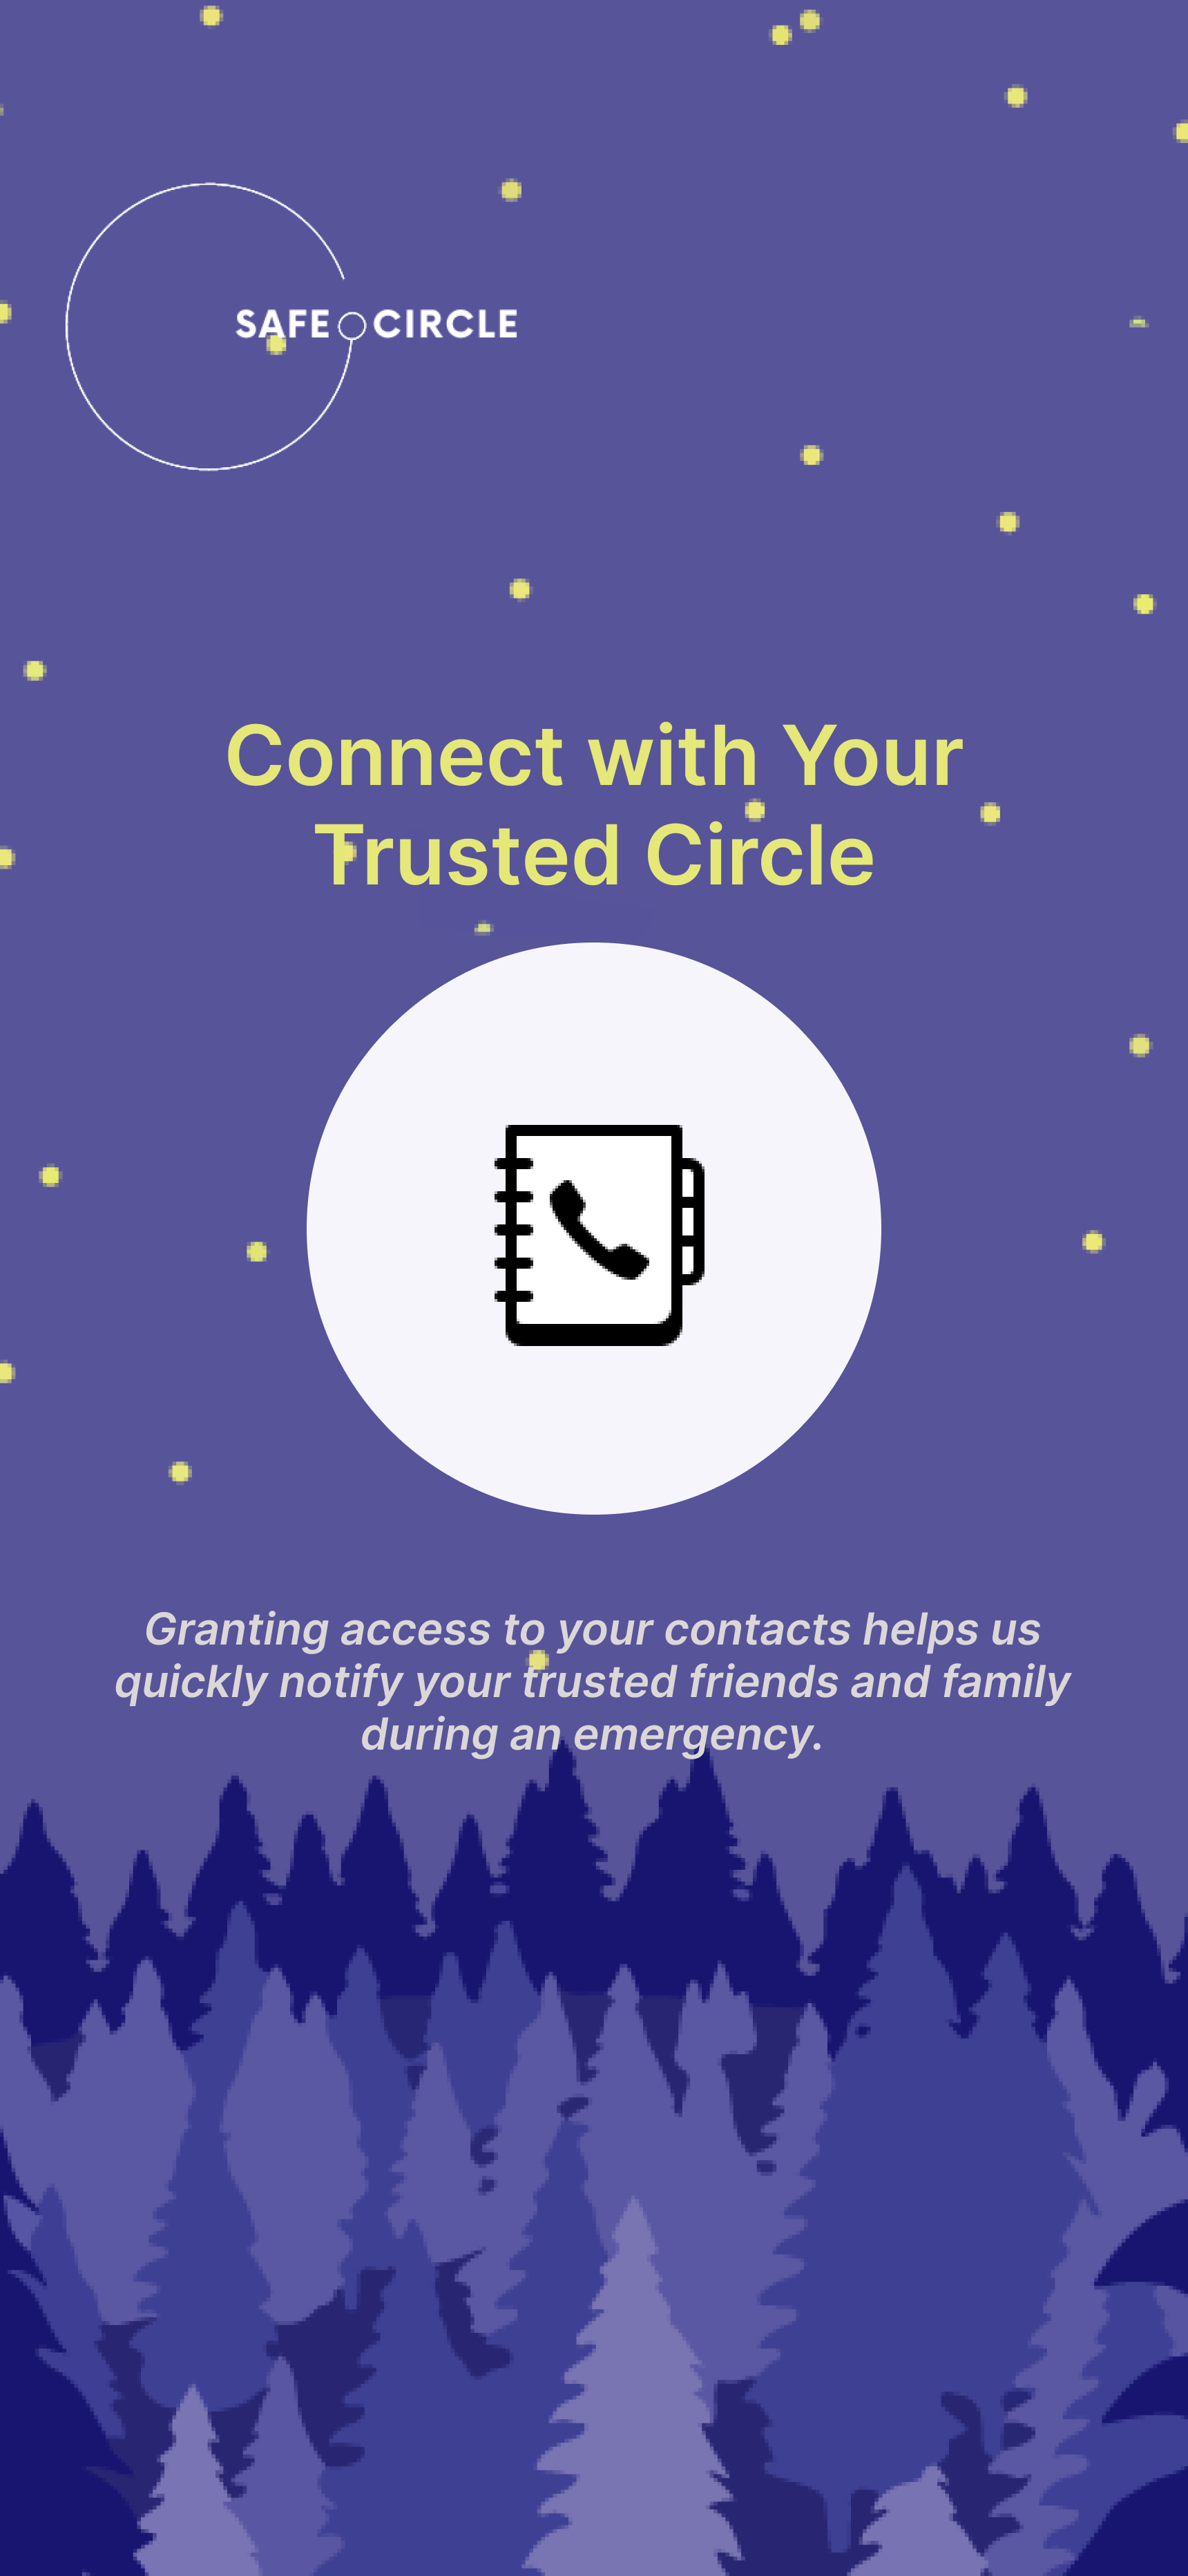 SAFE CIRCLE
Connect with Your
Trusted Circle
Granting access to your contacts helps us
quickly notify your trusted friends and family
during an emergency.